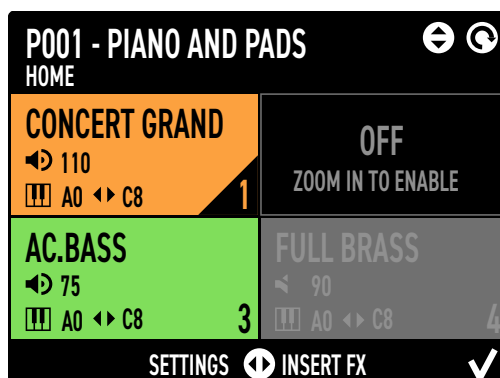 P001 - PIANO AND PADS
HOME
CONCERT GRAND
110
A0 C8
1
OFF
ZOOM IN TO ENABLE
AC.BASS
75
A0 C8
3
FULL BRASS
90
A0 C8
4
SETTINGS INSERT FX